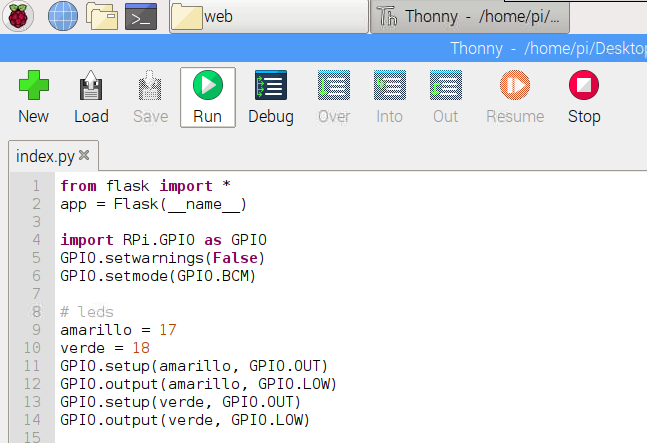 web
Thonny - /home/pi/...
Thonny - /home/pi/Deskto
New Load Save Run Debug Over Into Out Resume Stop
index.py
1 from flask import *
2 app = Flask(__name__)
3
4 import RPi.GPIO as GPIO
5 GPIO.setwarnings(False)
6 GPIO.setmode(GPIO.BCM)
7
8 # leds
9 amarillo = 17
10 verde = 18
11 GPIO.setup(amarillo, GPIO.OUT)
12 GPIO.output(amarillo, GPIO.LOW)
13 GPIO.setup(verde, GPIO.OUT)
14 GPIO.output(verde, GPIO.LOW)
15